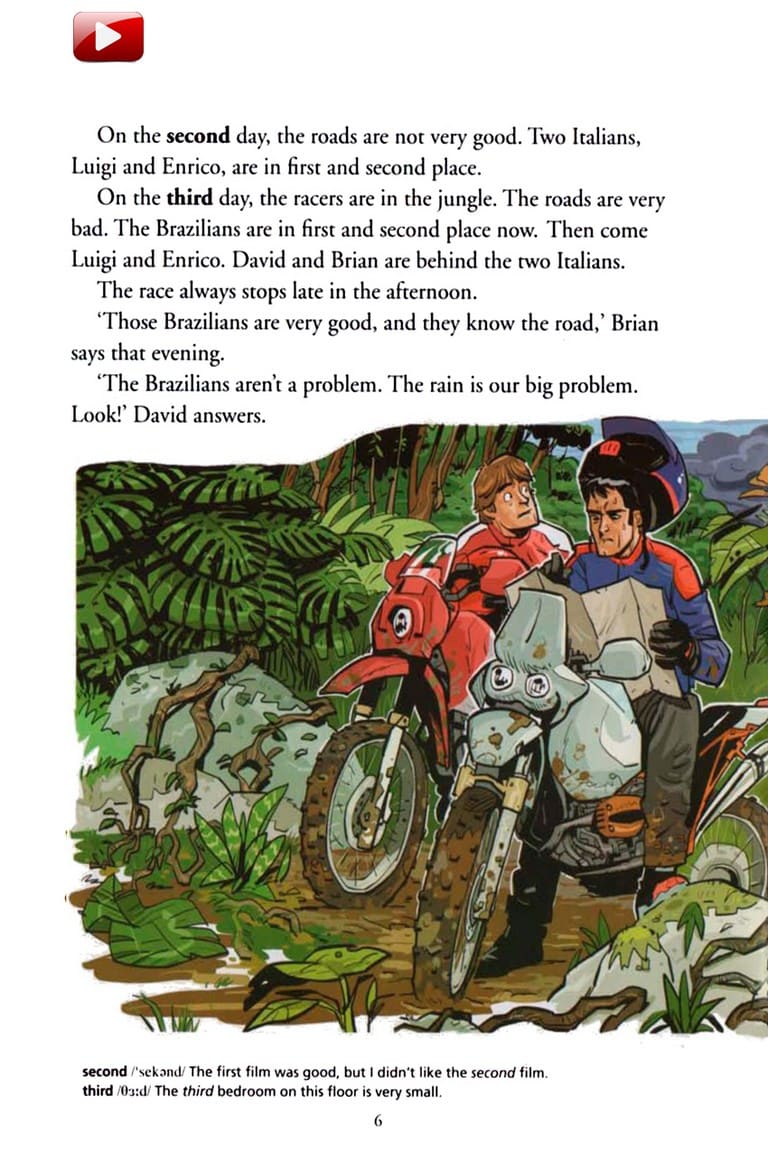 On the second day, the roads are not very good. Two Italians,
Luigi and Enrico, are in first and second place.
On the third day, the racers are in the jungle. The roads are very
bad. The Brazilians are in first and second place now. Then come
Luigi and Enrico. David and Brian are behind the two Italians.
The race always stops late in the afternoon.
‘Those Brazilians are very good, and they know the road,’ Brian
says that evening.
‘The Brazilians aren’t a problem. The rain is our big problem.
Look!’ David answers.
second /ˈsekənd/ The first film was good, but I didn’t like the second film.
third /θɜːd/ The third bedroom on this floor is very small.
6